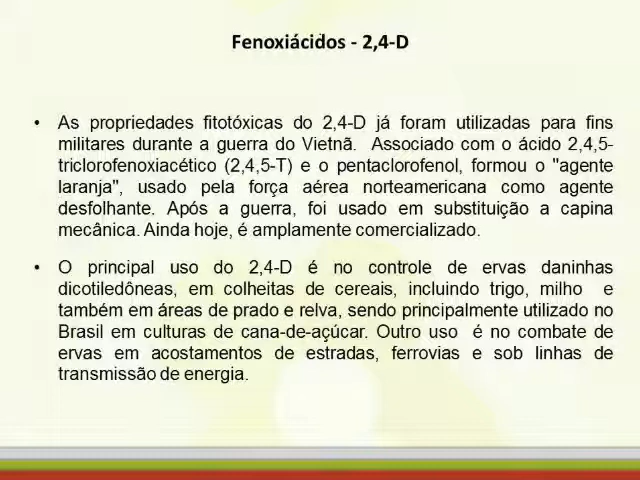 Fenoxiácidos - 2,4-D
• As propriedades fitotóxicas do 2,4-D já foram utilizadas para fins
militares durante a guerra do Vietnã. Associado com o ácido 2,4,5-
triclorofenoxiacético (2,4,5-T) e o pentaclorofenol, formou o "agente
laranja", usado pela força aérea norteamericana como agente
desfolhante. Após a guerra, foi usado em substituição a capina
mecânica. Ainda hoje, é amplamente comercializado.
• O principal uso do 2,4-D é no controle de ervas daninhas
dicotiledôneas, em colheitas de cereais, incluindo trigo, milho e
também em áreas de prado e relva, sendo principalmente utilizado no
Brasil em culturas de cana-de-açúcar. Outro uso é no combate de
ervas em acostamentos de estradas, ferrovias e sob linhas de
transmissão de energia.